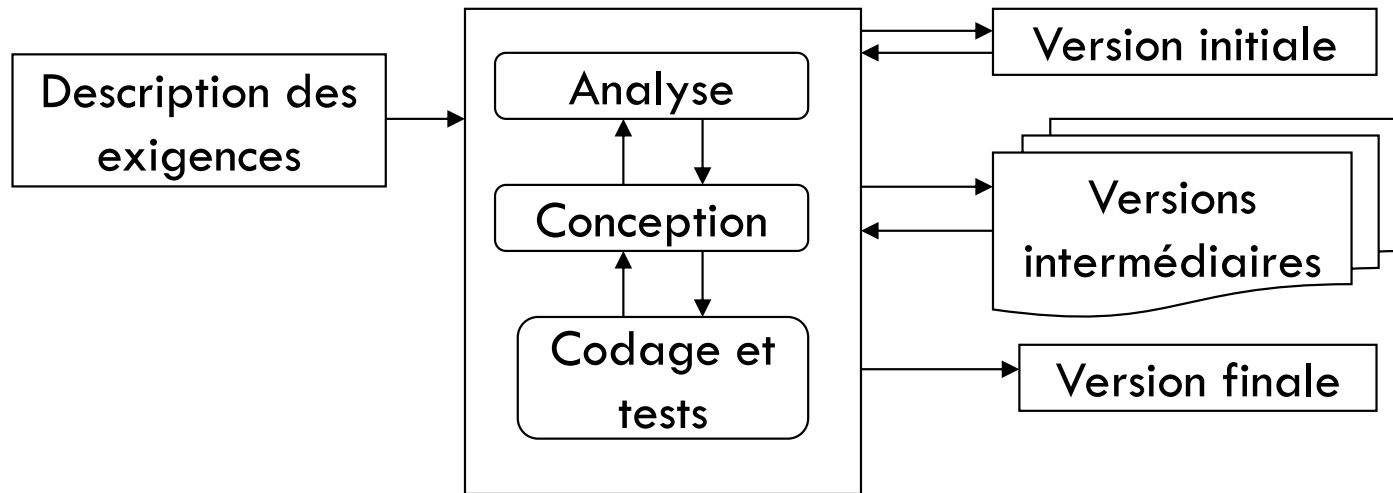 Description des
exigences
Analyse
Conception
Codage et
tests
Version initiale
Versions
intermédiaires
Version finale